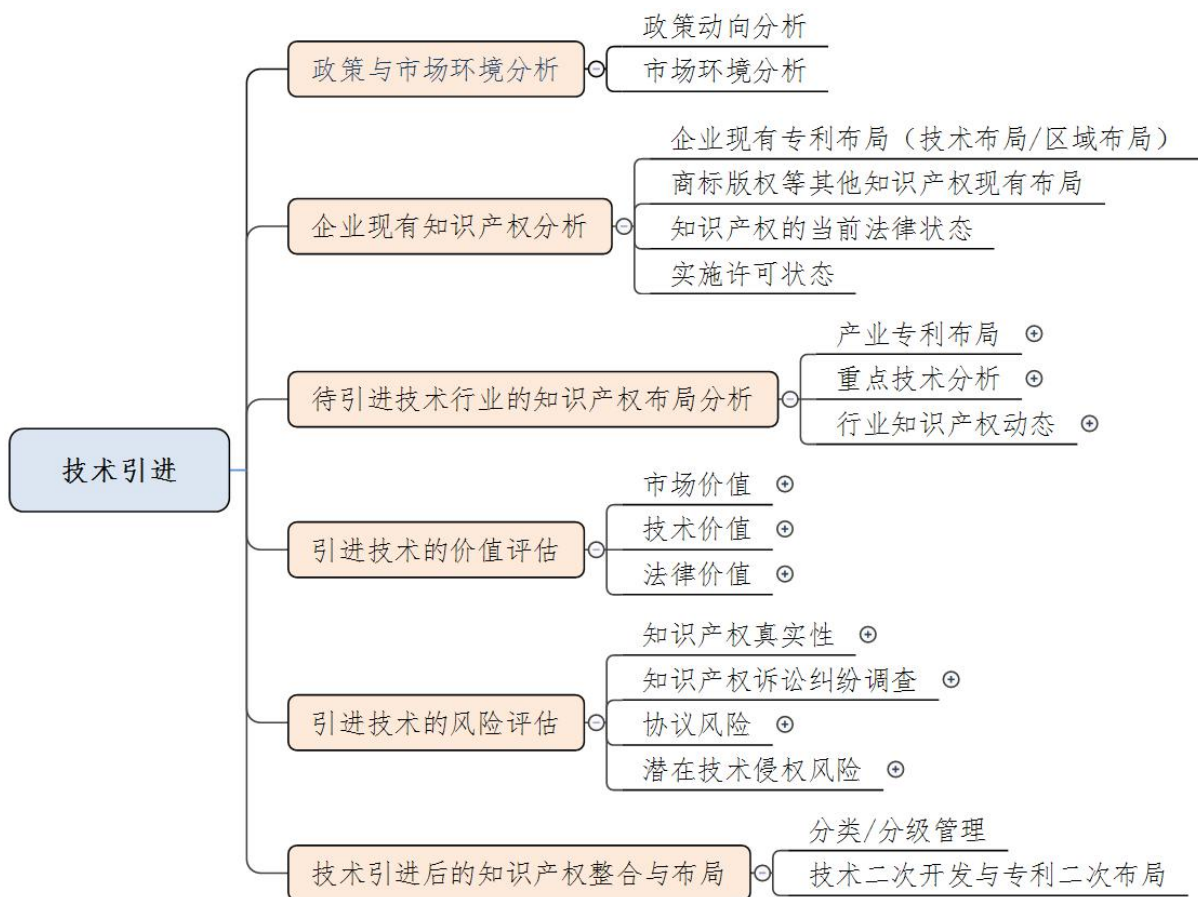 技术引进
政策与市场环境分析
政策动向分析
市场环境分析
企业现有知识产权分析
企业现有专利布局（技术布局/区域布局）
商标版权等其他知识产权现有布局
知识产权的当前法律状态
实施许可状态
待引进技术行业的知识产权布局分析
产业专利布局
重点技术分析
行业知识产权动态
引进技术的价值评估
市场价值
技术价值
法律价值
引进技术的风险评估
知识产权真实性
知识产权诉讼纠纷调查
协议风险
潜在技术侵权风险
技术引进后的知识产权整合与布局
分类/分级管理
技术二次开发与专利二次布局